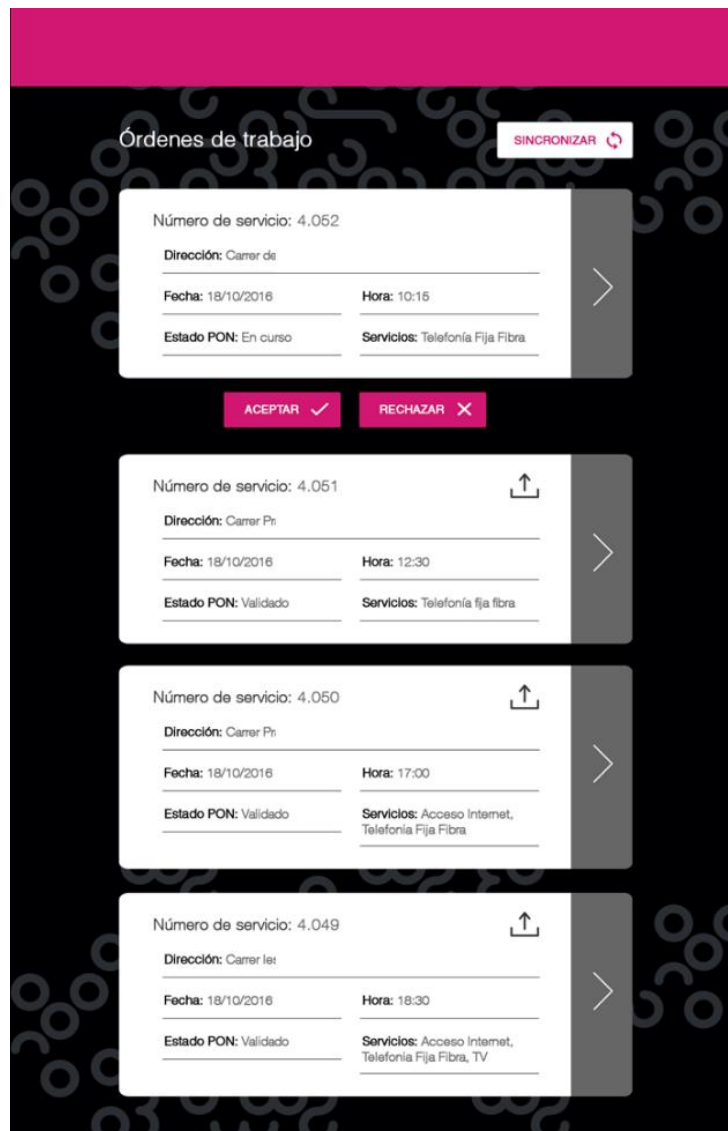 Órdenes de trabajo
SINCRONIZAR
Número de servicio: 4.052
Dirección: Carrer de
Fecha: 18/10/2016 Hora: 10:15
Estado PON: En curso Servicios: Telefonía Fija Fibra
ACEPTAR RECHAZAR
Número de servicio: 4.051
Dirección: Carrer
Fecha: 18/10/2016 Hora: 12:30
Estado PON: Validado Servicios: Telefonía fija fibra
Número de servicio: 4.050
Dirección: Carrer
Fecha: 18/10/2016 Hora: 17:00
Estado PON: Validado Servicios: Acceso Internet,
Telefonia Fija Fibra
Número de servicio: 4.049
Dirección: Carrer
Fecha: 18/10/2016 Hora: 18:30
Estado PON: Validado Servicios: Acceso Internet,
Telefonia Fija Fibra, TV